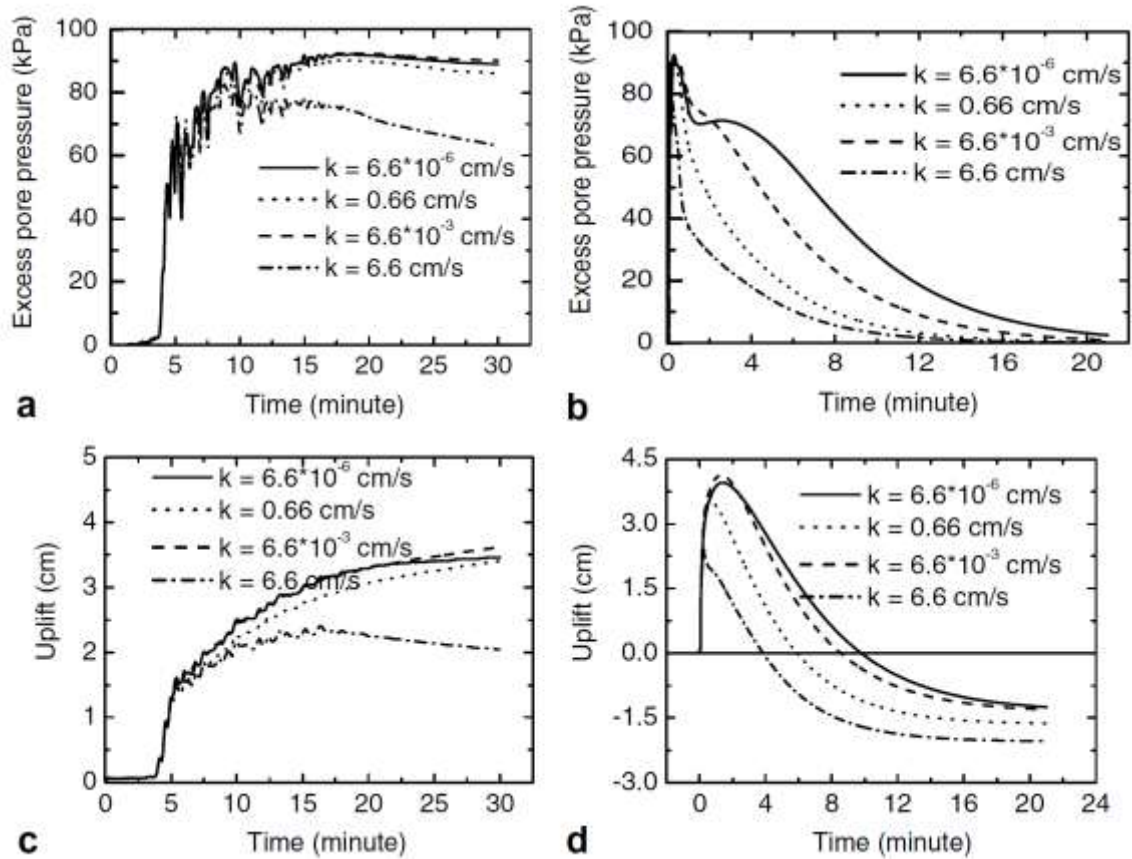 Excess pore pressure (kPa)
100
80
60
40
20
0
k = 6.6*10⁻⁶ cm/s
k = 0.66 cm/s
k = 6.6*10⁻³ cm/s
k = 6.6 cm/s
0 5 10 15 20 25 30
Time (minute)
a
Excess pore pressure (kPa)
100
80
60
40
20
0
k = 6.6*10⁻⁶ cm/s
k = 0.66 cm/s
k = 6.6*10⁻³ cm/s
k = 6.6 cm/s
0 4 8 12 16 20
Time (minute)
b
Uplift (cm)
5
4
3
2
1
0
k = 6.6*10⁻⁶ cm/s
k = 0.66 cm/s
k = 6.6*10⁻³ cm/s
k = 6.6 cm/s
0 5 10 15 20 25 30
Time (minute)
c
Uplift (cm)
4.5
3.0
1.5
0.0
-1.5
-3.0
k = 6.6*10⁻⁶ cm/s
k = 0.66 cm/s
k = 6.6*10⁻³ cm/s
k = 6.6 cm/s
0 4 8 12 16 20 24
Time (minute)
d